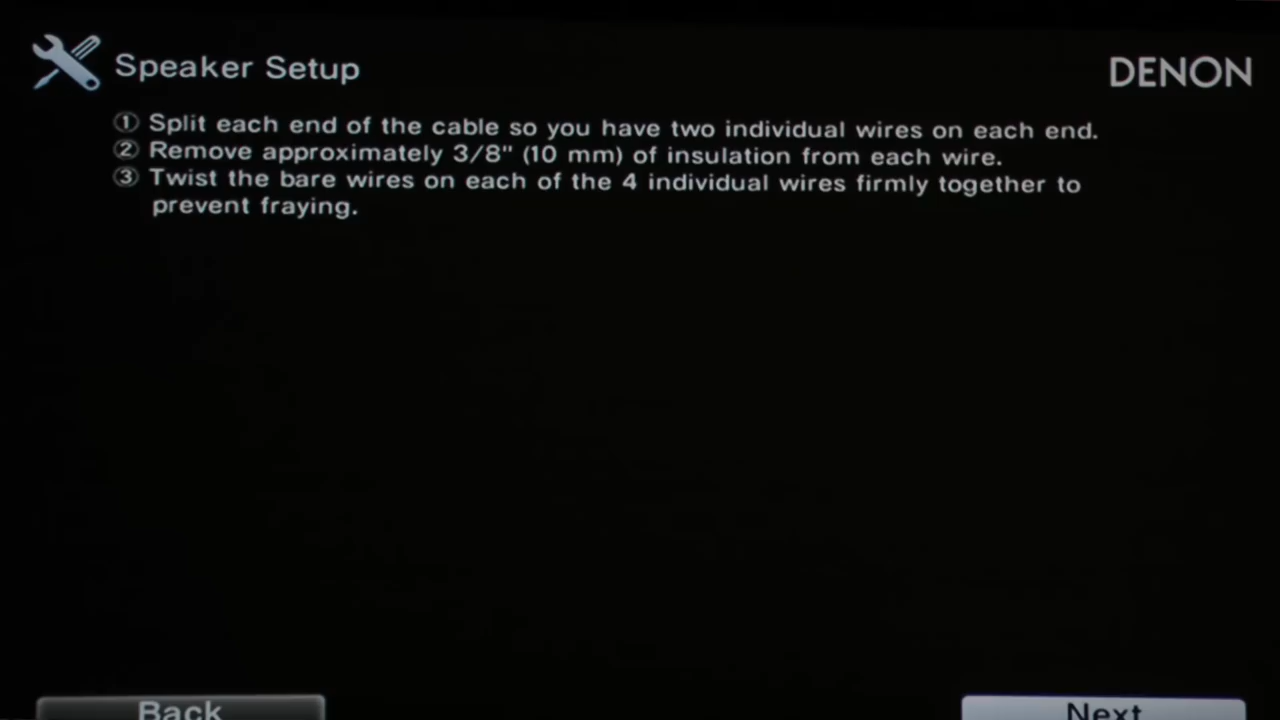 Speaker Setup
DENON
① Split each end of the cable so you have two individual wires on each end.
② Remove approximately 3/8" (10 mm) of insulation from each wire.
③ Twist the bare wires on each of the 4 individual wires firmly together to
prevent fraying.
Back
Next